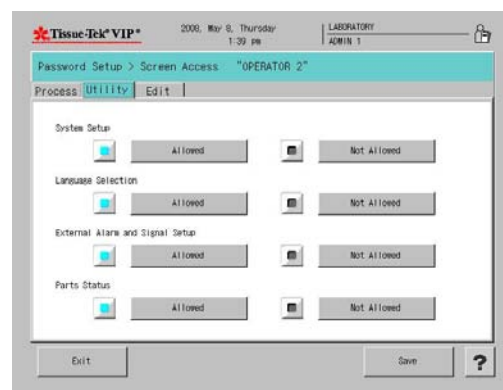 Tissue-Tek® VIP®
2008, May 8, Thursday
1:39 pm
LABORATORY
ADMIN 1
Password Setup > Screen Access "OPERATOR 2"
Process Utility Edit
System Setup
Allowed Not Allowed
Language Selection
Allowed Not Allowed
External Alarm and Signal Setup
Allowed Not Allowed
Parts Status
Allowed Not Allowed
Exit Save ?